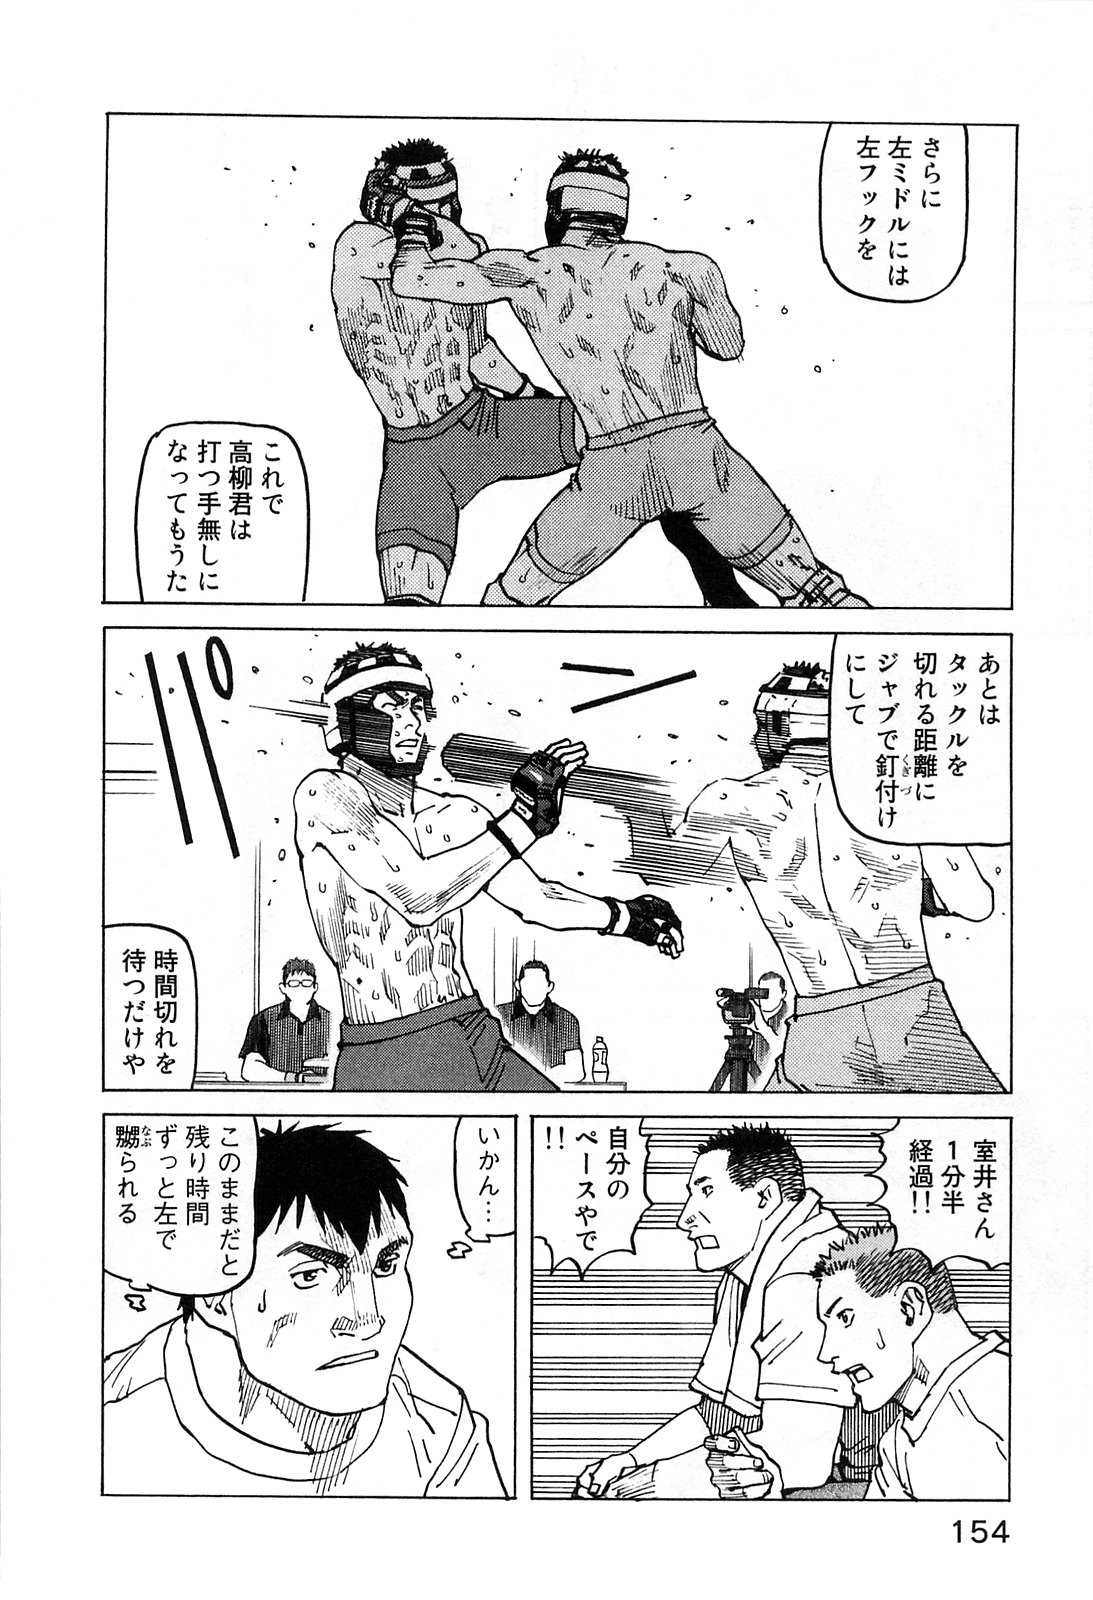 さらに
左ミドルには
左フックを
これで
高柳君は
打つ手無しに
なってもうた
あとは
タックルを
切れる距離に
ジャブで釘付け
くぎづ
にして
時間切れを
待つだけや
室井さん
1分半
経過!!
自分の
ペースやで
!!
いかん…
このままだと
残り時間
ずっと左で
嬲られる
なぶ
154